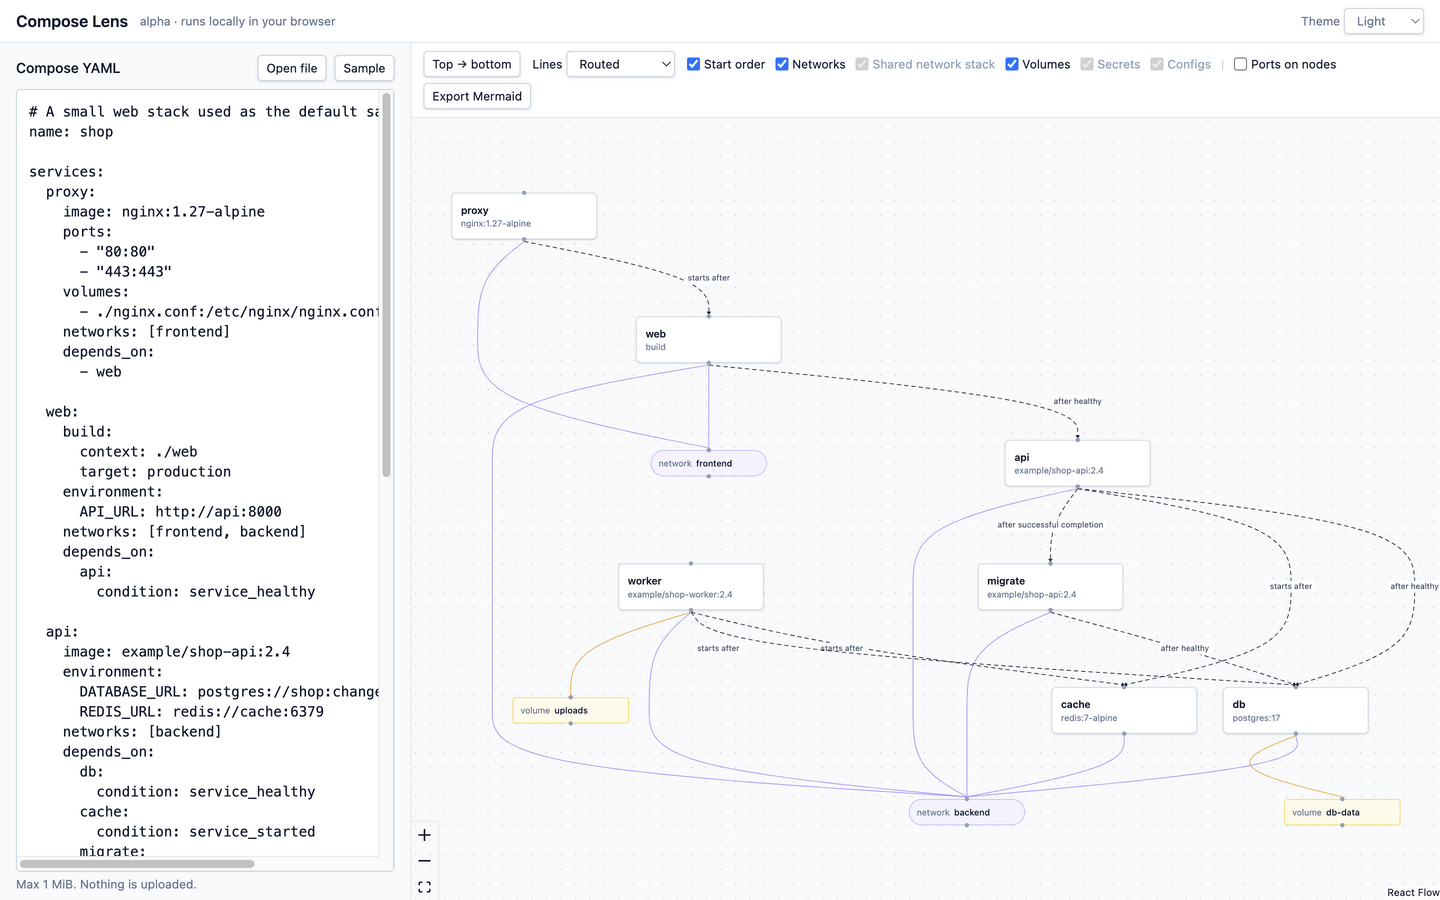 Compose Lens alpha · runs locally in your browser
Theme Light
Compose YAML
Open file
Sample
# A small web stack used as the default sa
name: shop
services:
proxy:
image: nginx:1.27-alpine
ports:
- "80:80"
- "443:443"
volumes:
- ./nginx.conf:/etc/nginx/nginx.conf
networks: [frontend]
depends_on:
- web
web:
build:
context: ./web
target: production
environment:
API_URL: http://api:8000
networks: [frontend, backend]
depends_on:
api:
condition: service_healthy
api:
image: example/shop-api:2.4
environment:
DATABASE_URL: postgres://shop:change
REDIS_URL: redis://cache:6379
networks: [backend]
depends_on:
db:
condition: service_healthy
cache:
condition: service_started
migrate:
Max 1 MiB. Nothing is uploaded.
Top → bottom
Lines Routed
Start order
Networks
Shared network stack
Volumes
Secrets
Configs
|
Ports on nodes
Export Mermaid
proxy
nginx:1.27-alpine
starts after
web
build
after healthy
network frontend
api
example/shop-api:2.4
after successful completion
worker
example/shop-worker:2.4
migrate
example/shop-api:2.4
starts after
after healthy
starts after
starts after
after healthy
volume uploads
cache
redis:7-alpine
db
postgres:17
network backend
volume db-data
React Flow